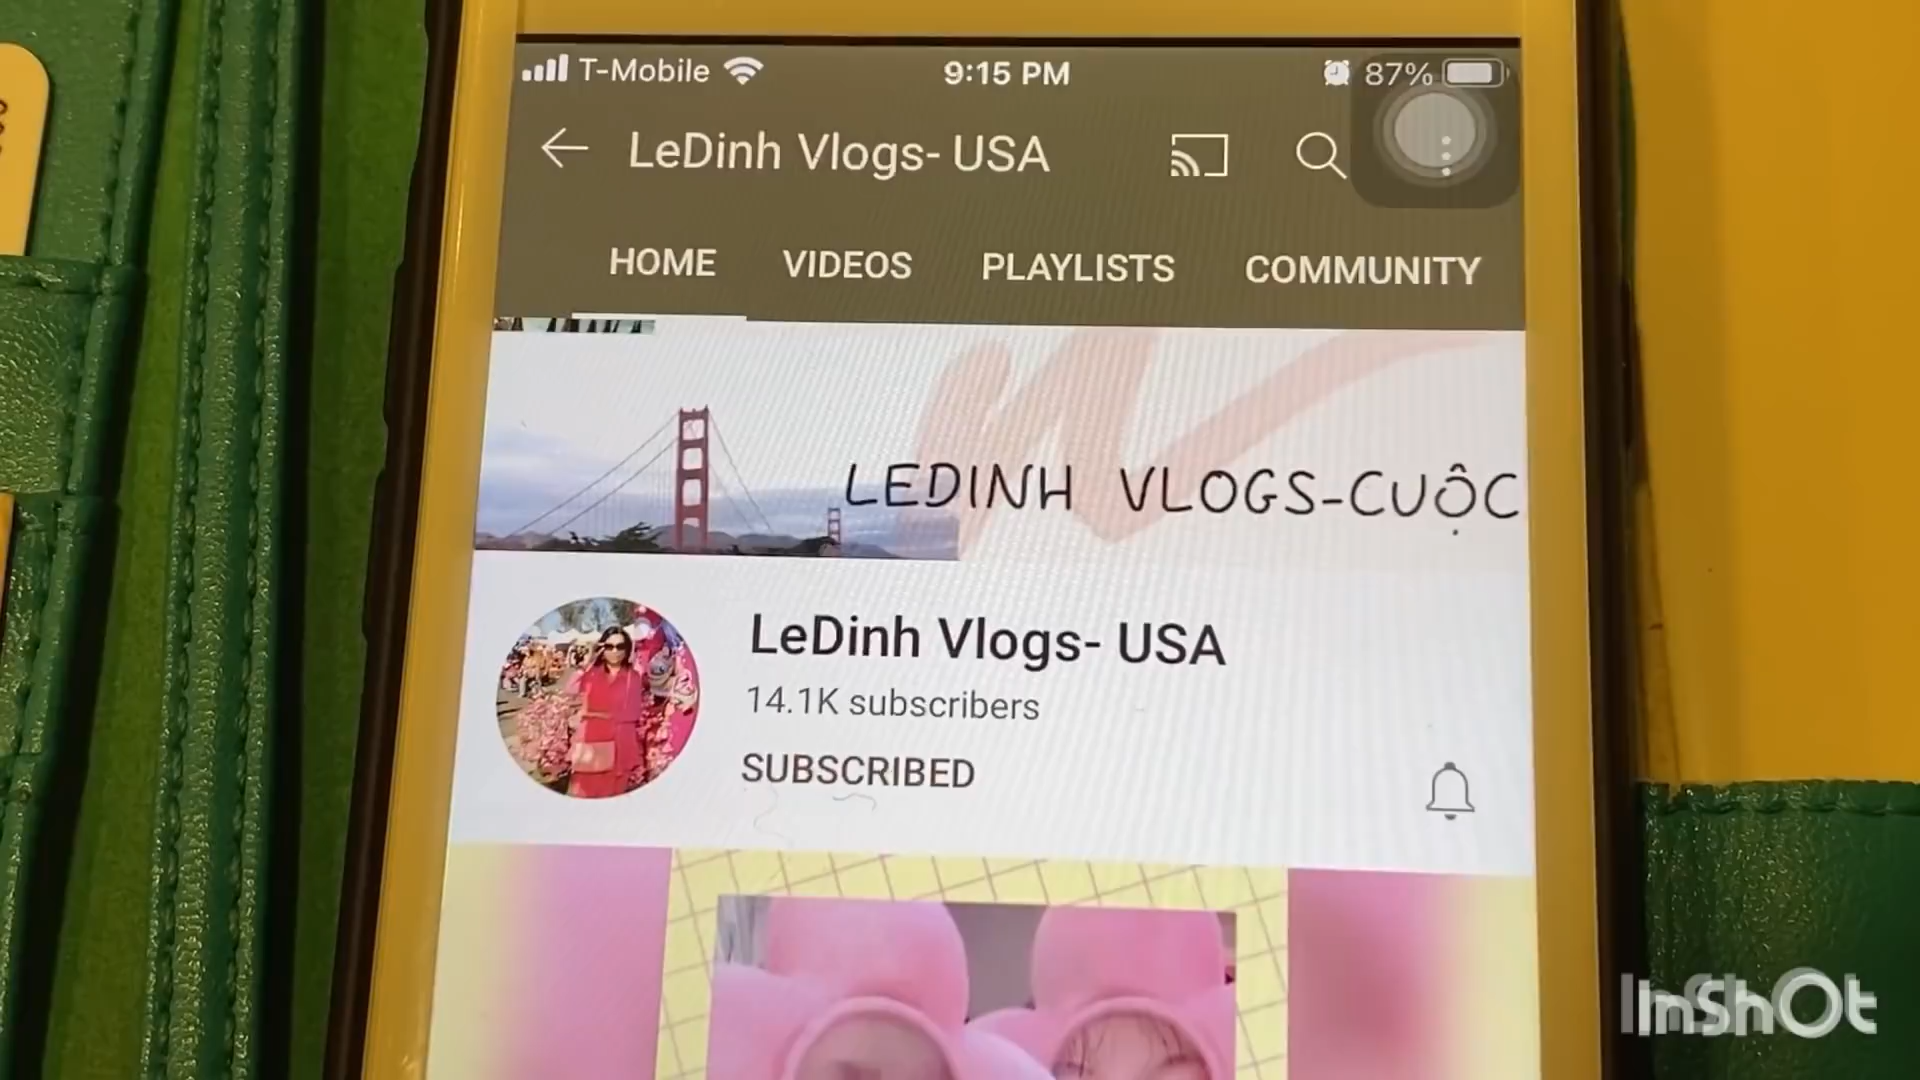 T-Mobile 9:15 PM 87%
LeDinh Vlogs- USA
HOME VIDEOS PLAYLISTS COMMUNITY
LEDINH VLOGS-CUỘC
LeDinh Vlogs- USA
14.1K subscribers
SUBSCRIBED
InShOt